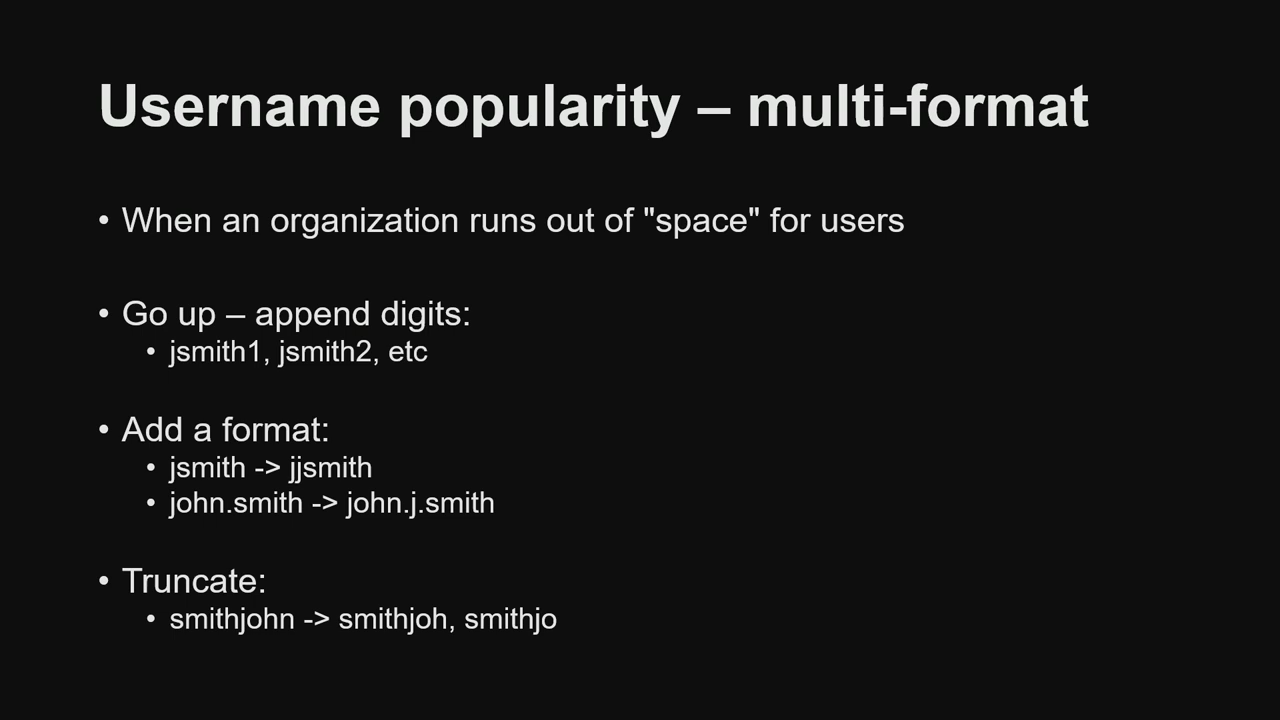 Username popularity – multi-format
• When an organization runs out of "space" for users
• Go up – append digits:
• jsmith1, jsmith2, etc
• Add a format:
• jsmith -> jjsmith
• john.smith -> john.j.smith
• Truncate:
• smithjohn -> smithjoh, smithjo